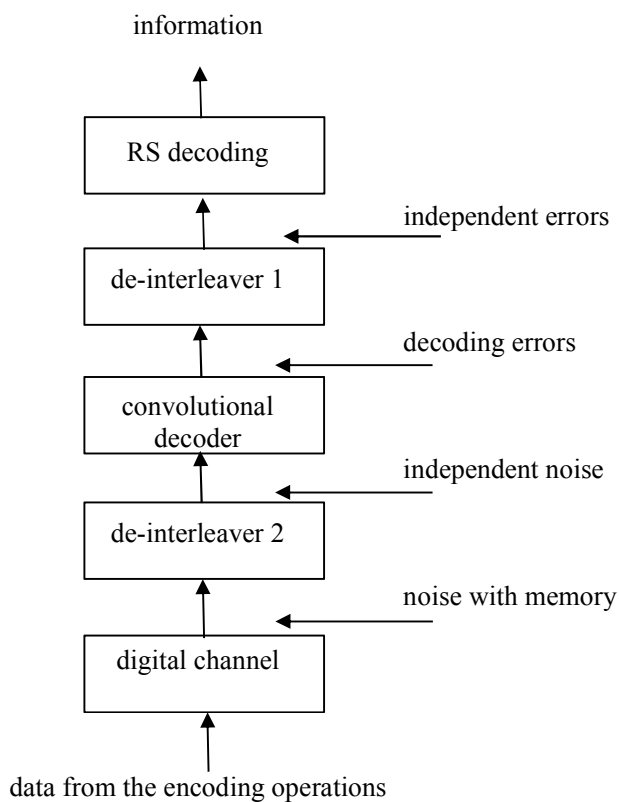 information
RS decoding
independent errors
de-interleaver 1
decoding errors
convolutional
decoder
independent noise
de-interleaver 2
noise with memory
digital channel
data from the encoding operations